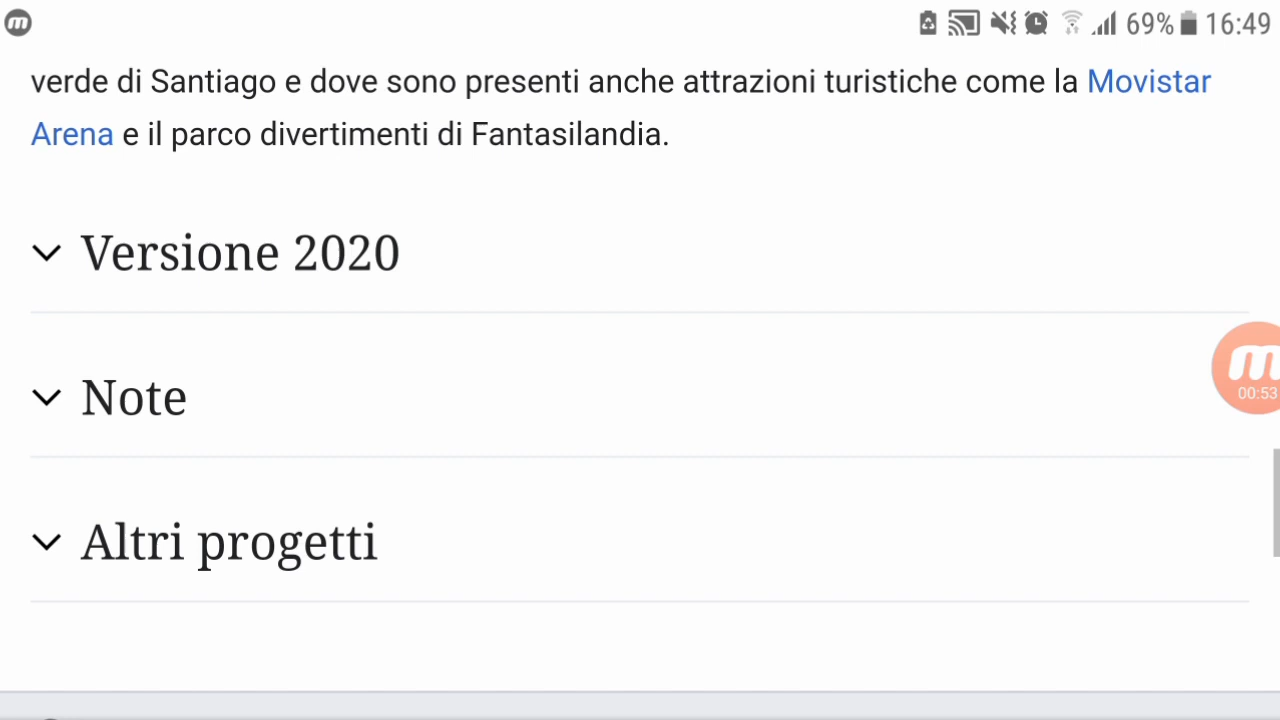 m
69% 16:49
verde di Santiago e dove sono presenti anche attrazioni turistiche come la Movistar
Arena e il parco divertimenti di Fantasilandia.
Versione 2020
m
00:53
Note
Altri progetti